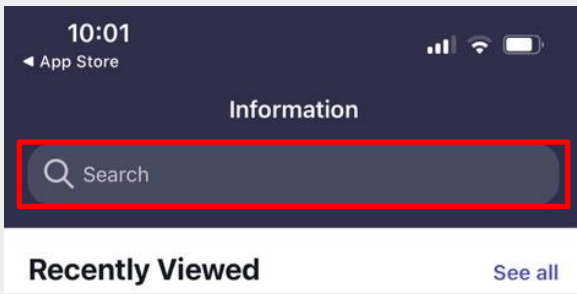 10:01
◀ App Store
Information
Search
Recently Viewed See all